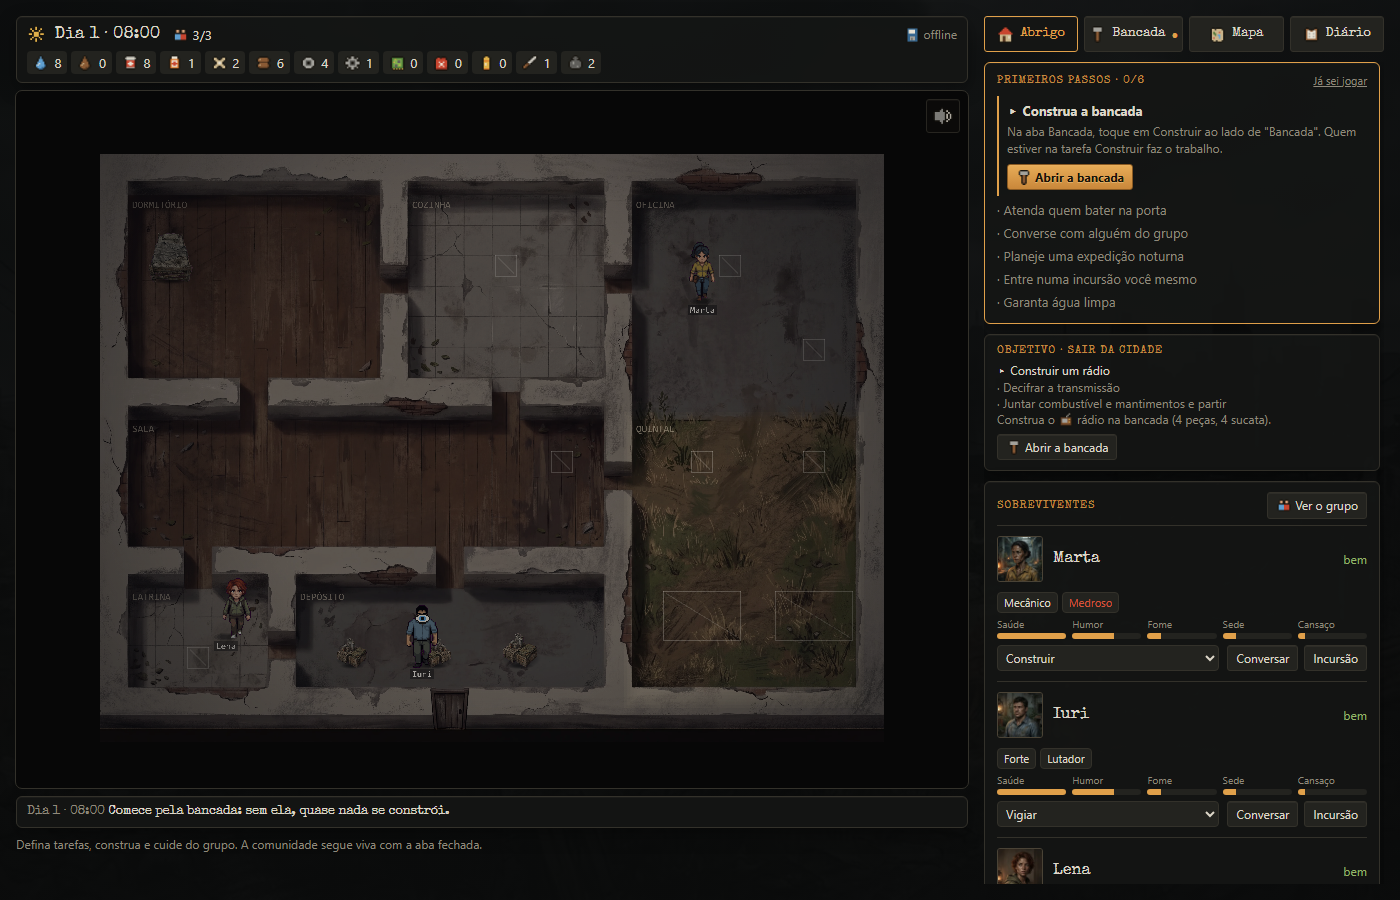 Dia 1 · 08:00 3/3
offline
8 0 8 1 2 6 4 1 0 0 0 1 2
DORMITÓRIO
COZINHA
OFICINA
Marta
SALA
QUINTAL
LATRINA
DEPÓSITO
Lena
Iuri
Dia 1 · 08:00 Comece pela bancada: sem ela, quase nada se constrói.
Defina tarefas, construa e cuide do grupo. A comunidade segue viva com a aba fechada.
Abrigo
Bancada
Mapa
Diário
PRIMEIROS PASSOS · 0/6
Já sei jogar
▸ Construa a bancada
Na aba Bancada, toque em Construir ao lado de "Bancada". Quem
estiver na tarefa Construir faz o trabalho.
Abrir a bancada
· Atenda quem bater na porta
· Converse com alguém do grupo
· Planeje uma expedição noturna
· Entre numa incursão você mesmo
· Garanta água limpa
OBJETIVO · SAIR DA CIDADE
▸ Construir um rádio
· Decifrar a transmissão
· Juntar combustível e mantimentos e partir
Construa o rádio na bancada (4 peças, 4 sucata).
Abrir a bancada
SOBREVIVENTES
Ver o grupo
Marta
bem
Mecânico Medroso
Saúde Humor Fome Sede Cansaço
Construir Conversar Incursão
Iuri
bem
Forte Lutador
Saúde Humor Fome Sede Cansaço
Vigiar Conversar Incursão
Lena
bem